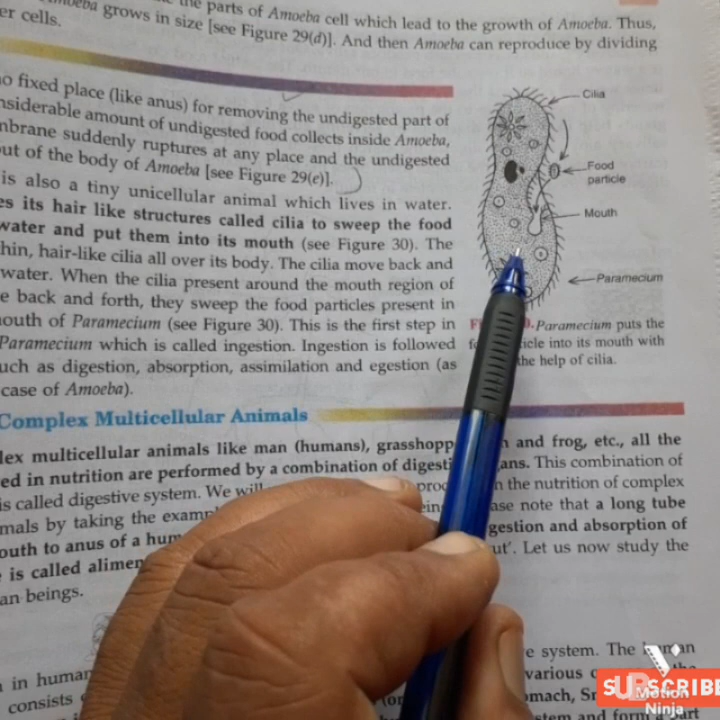 the parts of Amoeba cell which lead to the growth of Amoeba. Thus,
grows in size [see Figure 29(d)]. And then Amoeba can reproduce by dividing
er cells.
no fixed place (like anus) for removing the undigested part of
nsiderable amount of undigested food collects inside Amoeba,
nbrane suddenly ruptures at any place and the undigested
out of the body of Amoeba [see Figure 29(e)].
is also a tiny unicellular animal which lives in water.
es its hair like structures called cilia to sweep the food
water and put them into its mouth (see Figure 30). The
hin, hair-like cilia all over its body. The cilia move back and
water. When the cilia present around the mouth region of
e back and forth, they sweep the food particles present in
outh of Paramecium (see Figure 30). This is the first step in
Paramecium which is called ingestion. Ingestion is followed
uch as digestion, absorption, assimilation and egestion (as
case of Amoeba).
Cilia
Food
particle
Mouth
Paramecium
0. Paramecium puts the
icle into its mouth with
the help of cilia.
Complex Multicellular Animals
lex multicellular animals like man (humans), grasshopp and frog, etc., all the
ed in nutrition are performed by a combination of digesti ans. This combination of
is called digestive system. We will n the nutrition of complex
mals by taking the examp ase note that a long tube
outh to anus of a hum gestion and absorption of
is called alimen ut'. Let us now study the
an beings.
e system. The human
in human various
consists omach,
stem and forming part
SUBSCRIBE
Motion
Ninja